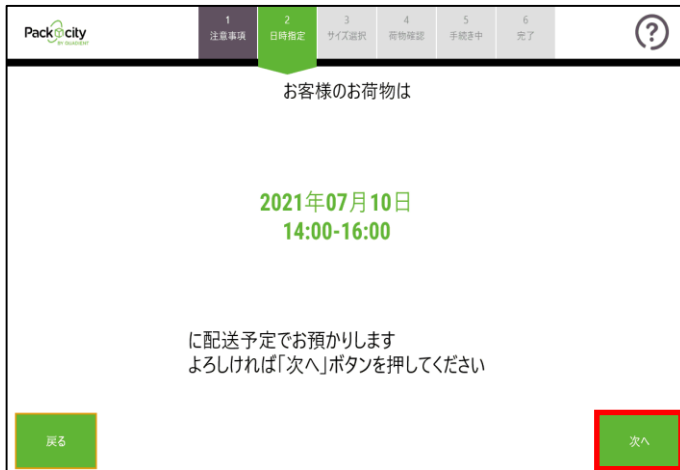 Packcity
BY QUADIENT
1
注意事項
2
日時指定
3
サイズ選択
4
荷物確認
5
手続き中
6
完了
?
お客様のお荷物は
2021年07月10日
14:00-16:00
に配送予定でお預かりします
よろしければ「次へ」ボタンを押してください
戻る
次へ